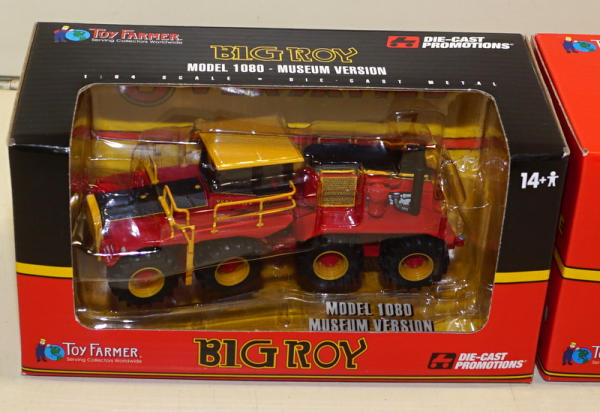 TOY FARMER
Serving Collectors Worldwide
BIG ROY
MODEL 1080 - MUSEUM VERSION
1:64 SCALE • DIE-CAST METAL
DIE-CAST
PROMOTIONS
14+
MODEL 1080
MUSEUM VERSION
TOY FARMER
Serving Collectors Worldwide
BIG ROY
DIE-CAST
PROMOTIONS